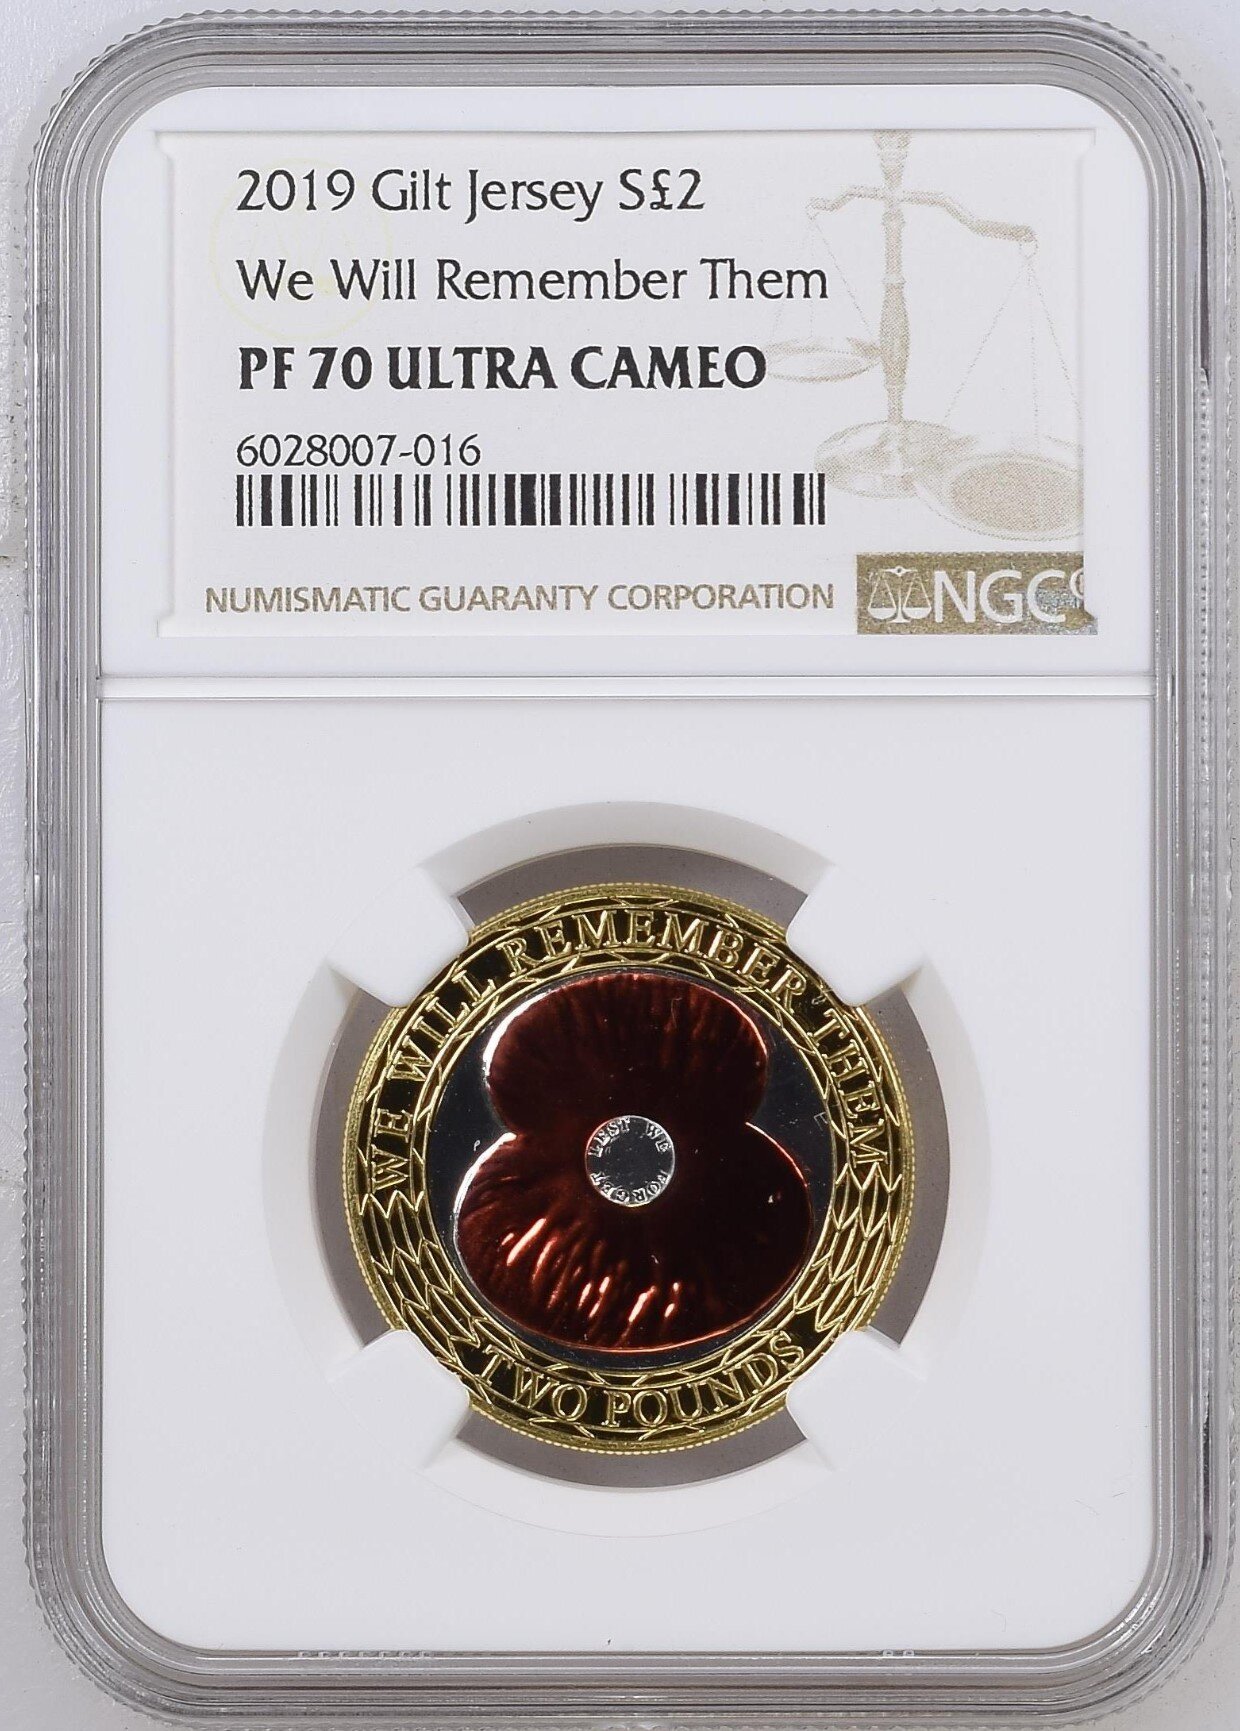 2019 Gilt Jersey S£2
We Will Remember Them
PF 70 ULTRA CAMEO
6028007-016
NUMISMATIC GUARANTY CORPORATION
NGC
WE WILL REMEMBER THEM
LEST WE
FORGET
TWO POUNDS